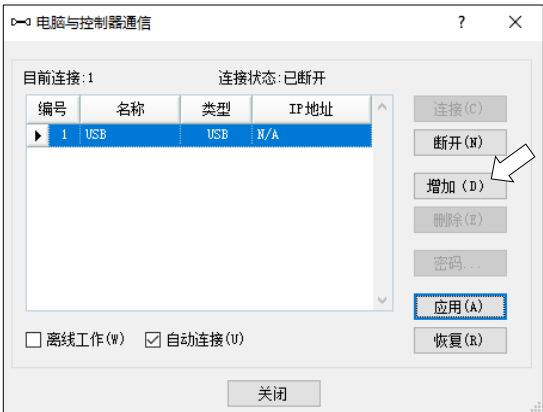 电脑与控制器通信
目前连接:1 连接状态:已断开
编号 名称 类型 IP地址
1 USB USB N/A
连接(C)
断开(N)
增加 (D)
删除(E)
密码...
应用(A)
恢复(R)
离线工作(W) 自动连接(U)
关闭